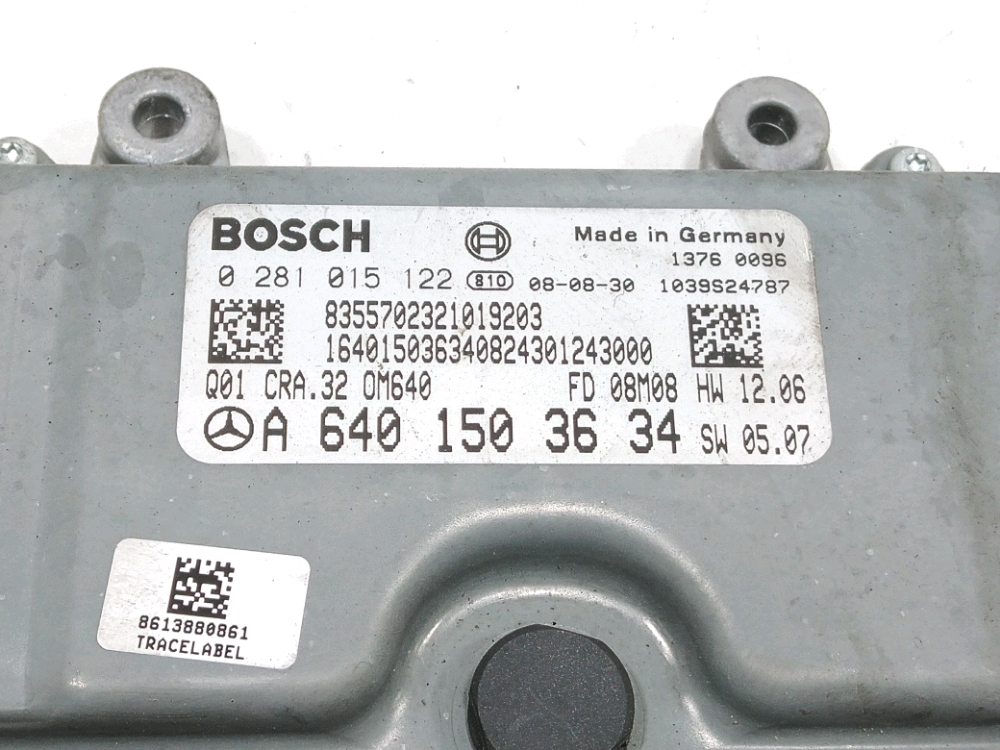 BOSCH
Made in Germany
1376 0096
0 281 015 122 810 08-08-30 1039S24787
8355702321019203
164015036340824301243000
Q01 CRA.32 OM640 FD 08M08 HW 12.06
A 640 150 36 34 SW 05.07
8613880861
TRACELABEL